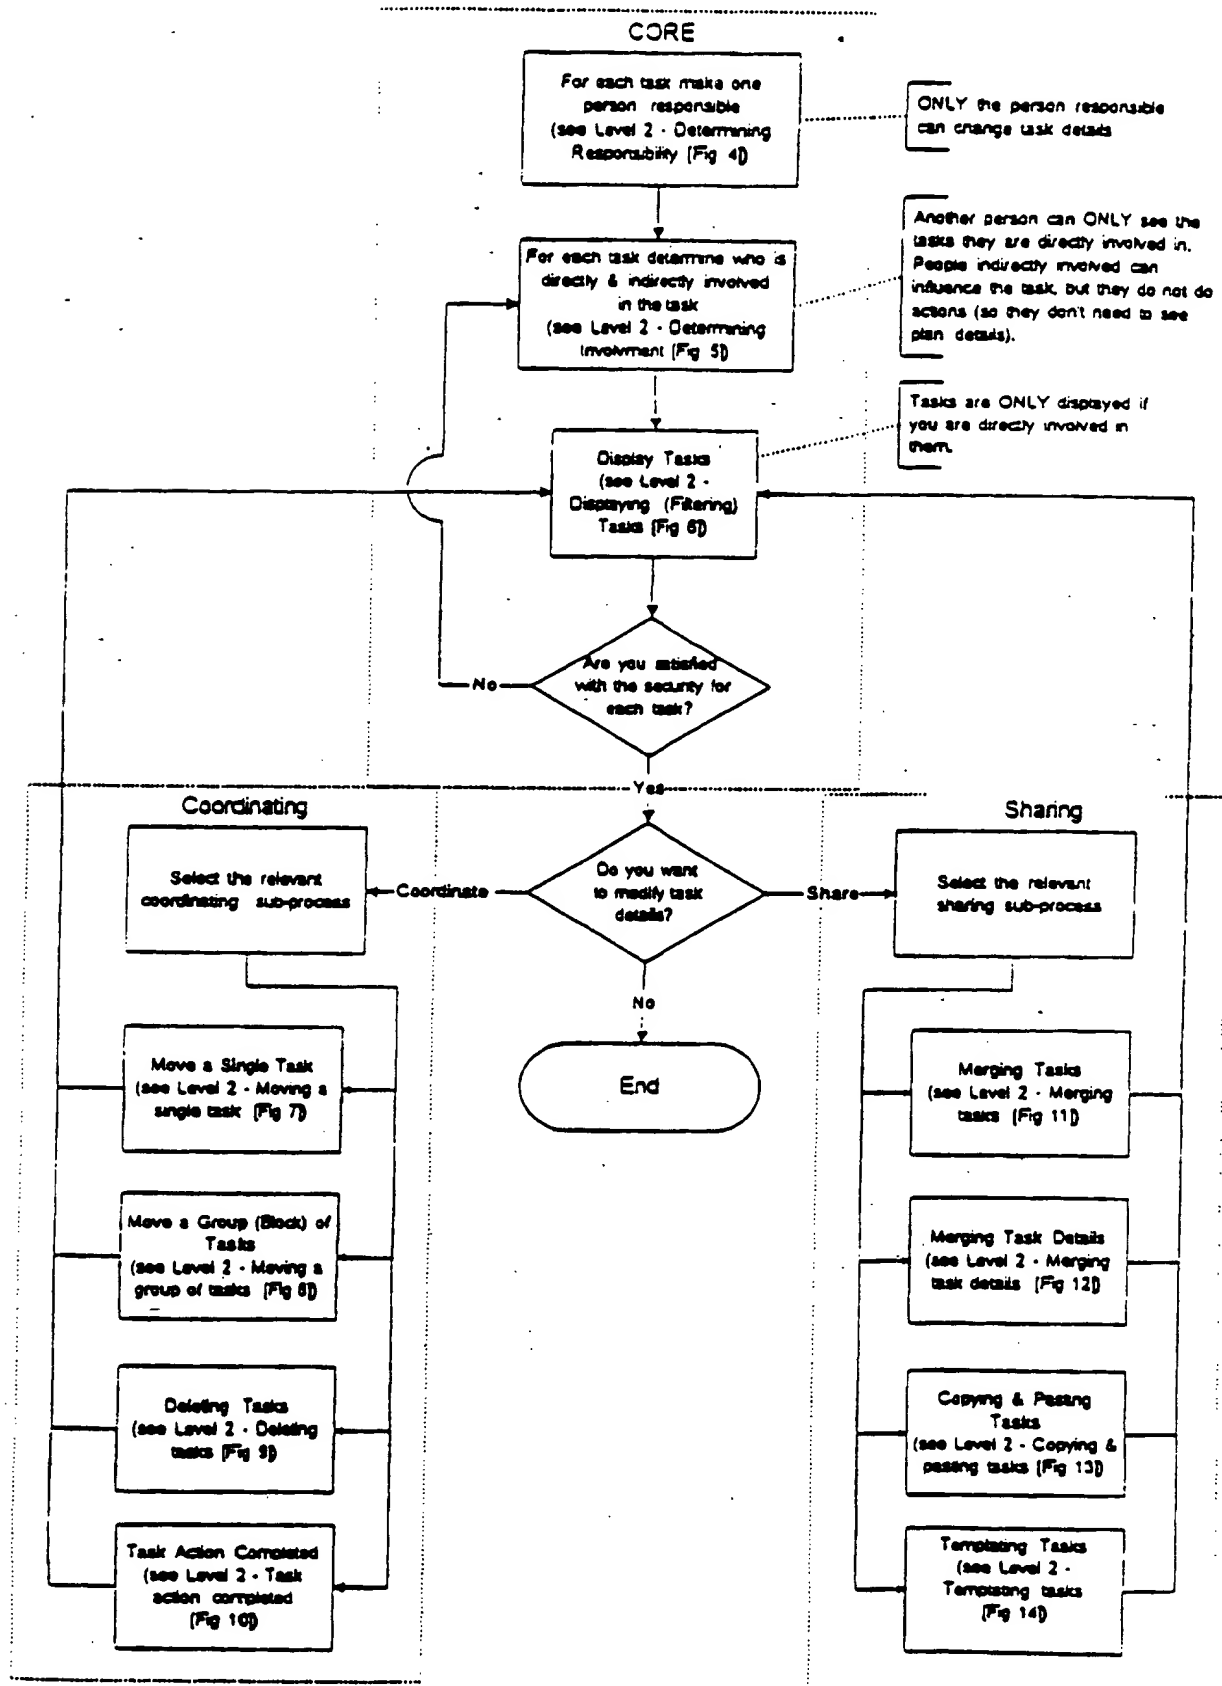 CORE
For each task make one
person responsible
(see Level 2 - Determining
Responsibility [Fig 4])
ONLY the person responsible
can change task details
For each task determine who is
directly & indirectly involved
in the task
(see Level 2 - Determining
Involvment [Fig 5])
Another person can ONLY see the
tasks they are directly involved in.
People indirectly involved can
influence the task, but they do not do
actions (so they don't need to see
plan details).
Tasks are ONLY displayed if
you are directly involved in
them.
Display Tasks
(see Level 2 -
Displaying (Filtering)
Tasks [Fig 6])
Are you satisfied
with the security for
each task?
No
Yes
Coordinating
Sharing
Select the relevant
coordinating sub-process
Coordinate
Do you want
to modify task
details?
Share
Select the relevant
sharing sub-process
No
End
Move a Single Task
(see Level 2 - Moving a
single task [Fig 7])
Move a Group (Block) of
Tasks
(see Level 2 - Moving a
group of tasks [Fig 8])
Deleting Tasks
(see Level 2 - Deleting
tasks [Fig 9])
Task Action Completed
(see Level 2 - Task
action completed
[Fig 10])
Merging Tasks
(see Level 2 - Merging
tasks [Fig 11])
Merging Task Details
(see Level 2 - Merging
task details [Fig 12])
Copying & Pasting
Tasks
(see Level 2 - Copying &
pasting tasks [Fig 13])
Templating Tasks
(see Level 2 -
Templating tasks
[Fig 14])